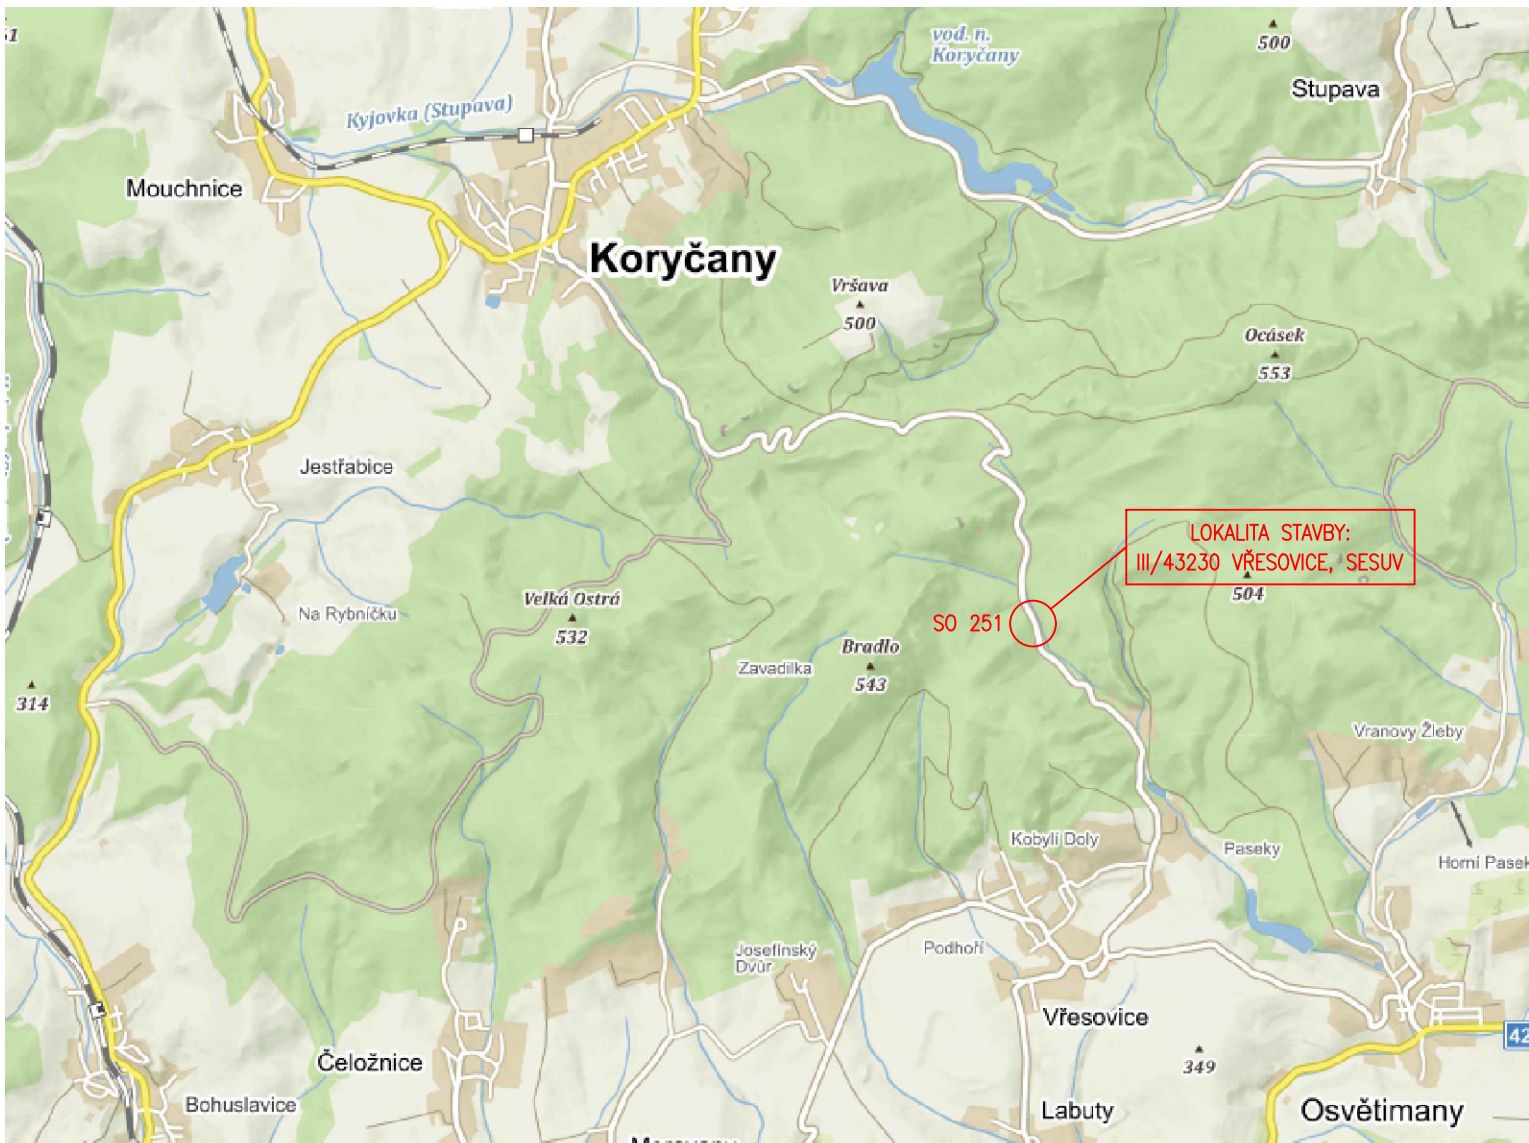 vod. n.
Koryčany
500
Stupava
Kyjovka (Stupava)
Mouchnice
Koryčany
Vršava
500
Ocásek
553
Jestřabice
LOKALITA STAVBY:
III/43230 VŘESOVICE, SESUV
504
Na Rybníčku
Velká Ostrá
532
SO 251
Zavadilka
Bradlo
543
314
Vranovy Žleby
Kobylí Doly
Paseky
Horní Pasek
Josefínský
Dvůr
Podhoří
Vřesovice
42
Čeložnice
349
Bohuslavice
Labuty
Osvětimany